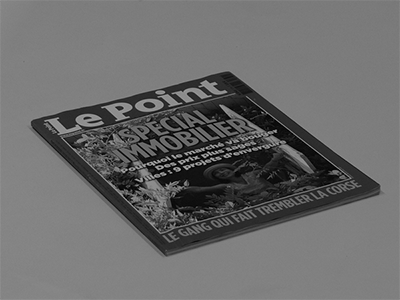 Le Point
SPÉCIAL
IMMOBILIER
Pourquoi le marché va bouger
Des prix plus sages
Villes : 9 projets d'envergure
LE GANG QUI FAIT TREMBLER LA CORSE